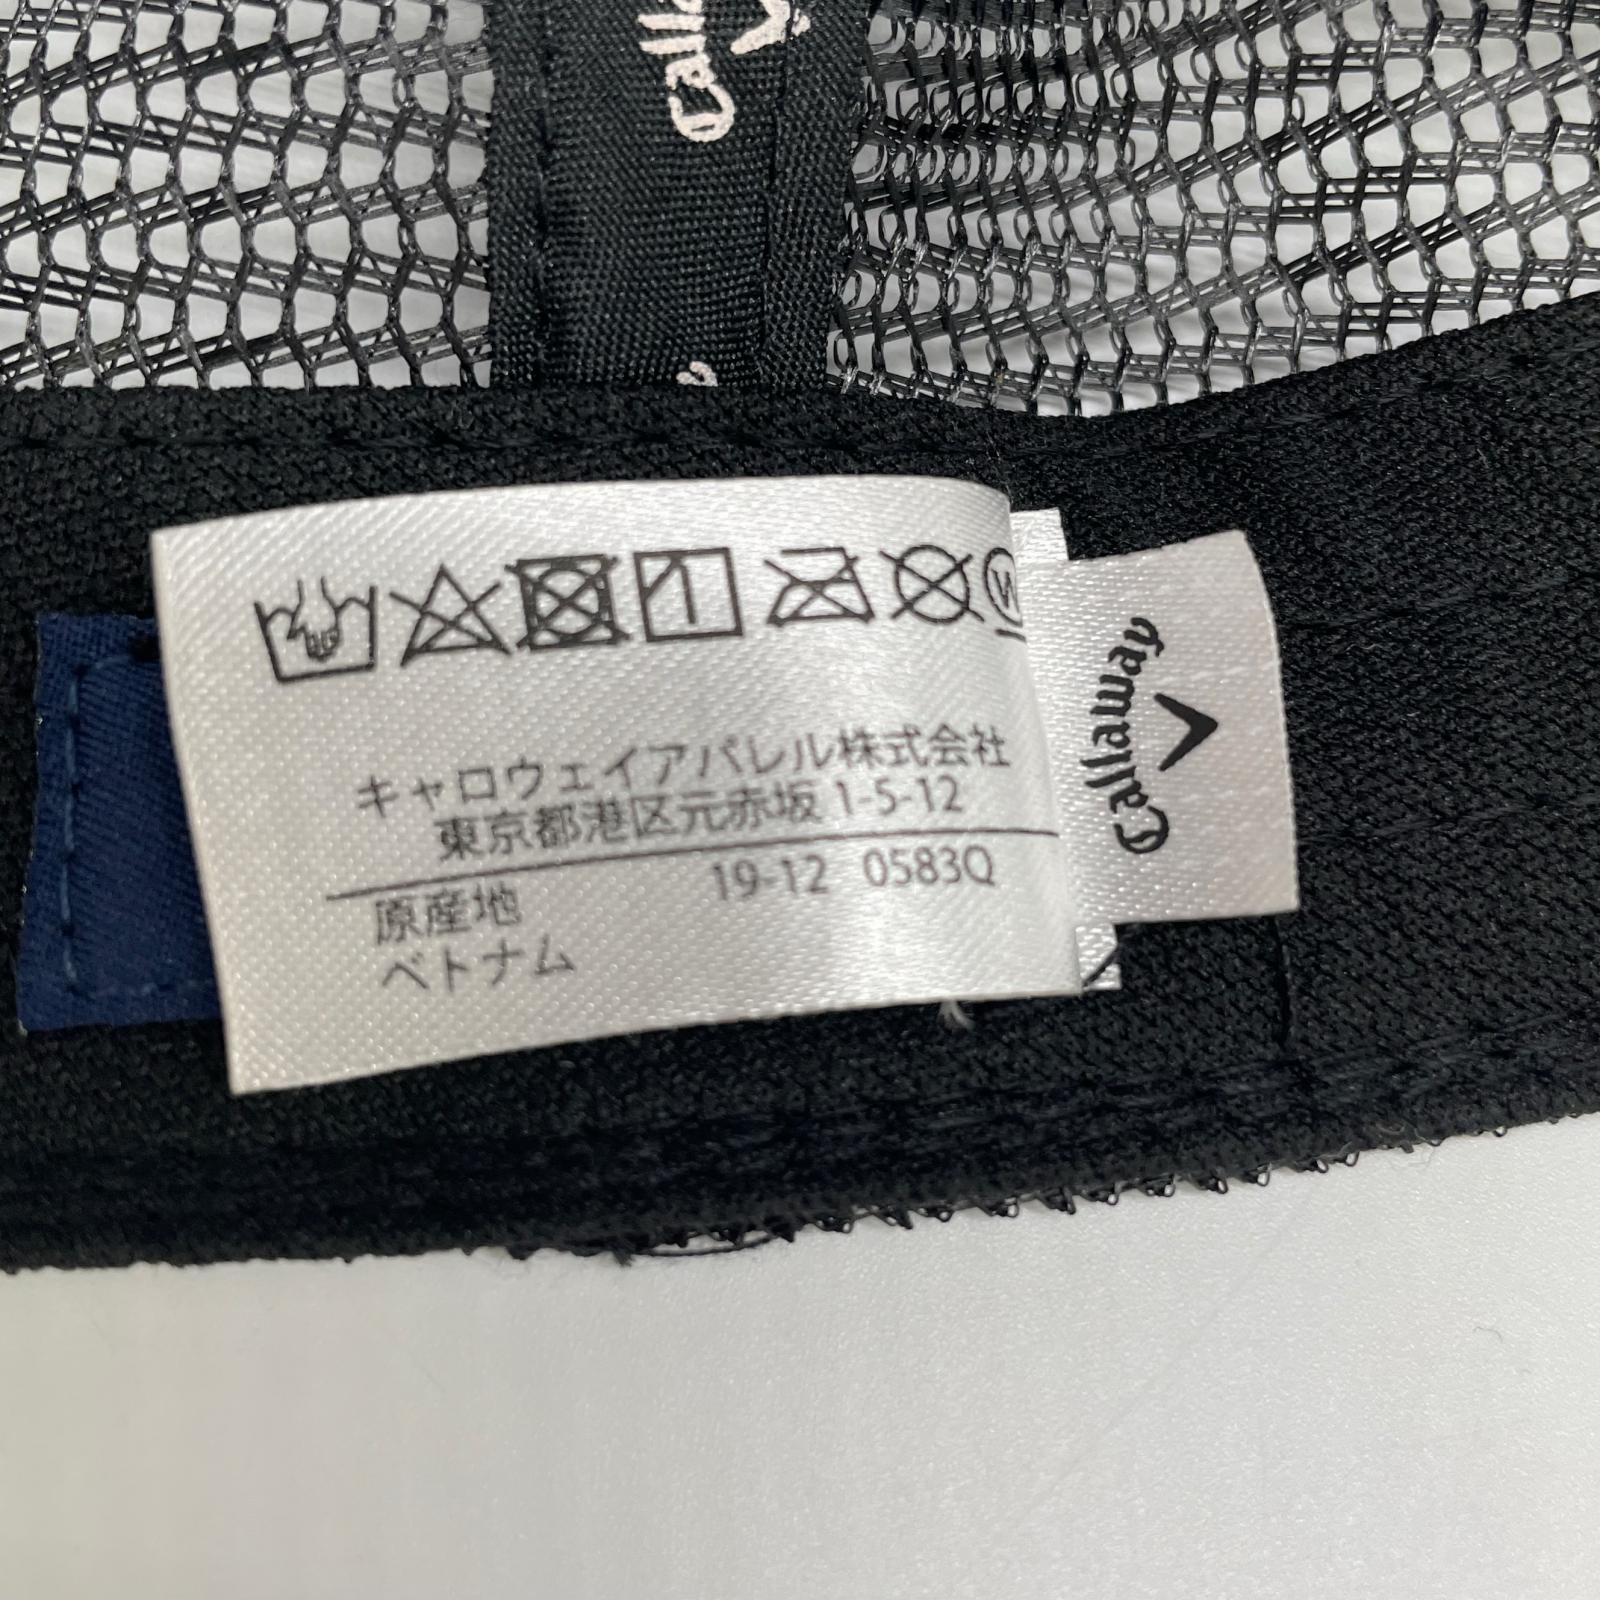 キャロウェイアパレル株式会社
東京都港区元赤坂 1-5-12
19-12 0583Q
原産地
ベトナム
Callaway